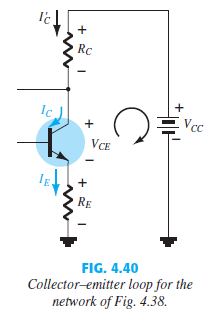 I'C
+
RC
−
IC
+
VCE
−
IE
+
RE
−
+
VCC
−
FIG. 4.40
Collector–emitter loop for the
network of Fig. 4.38.